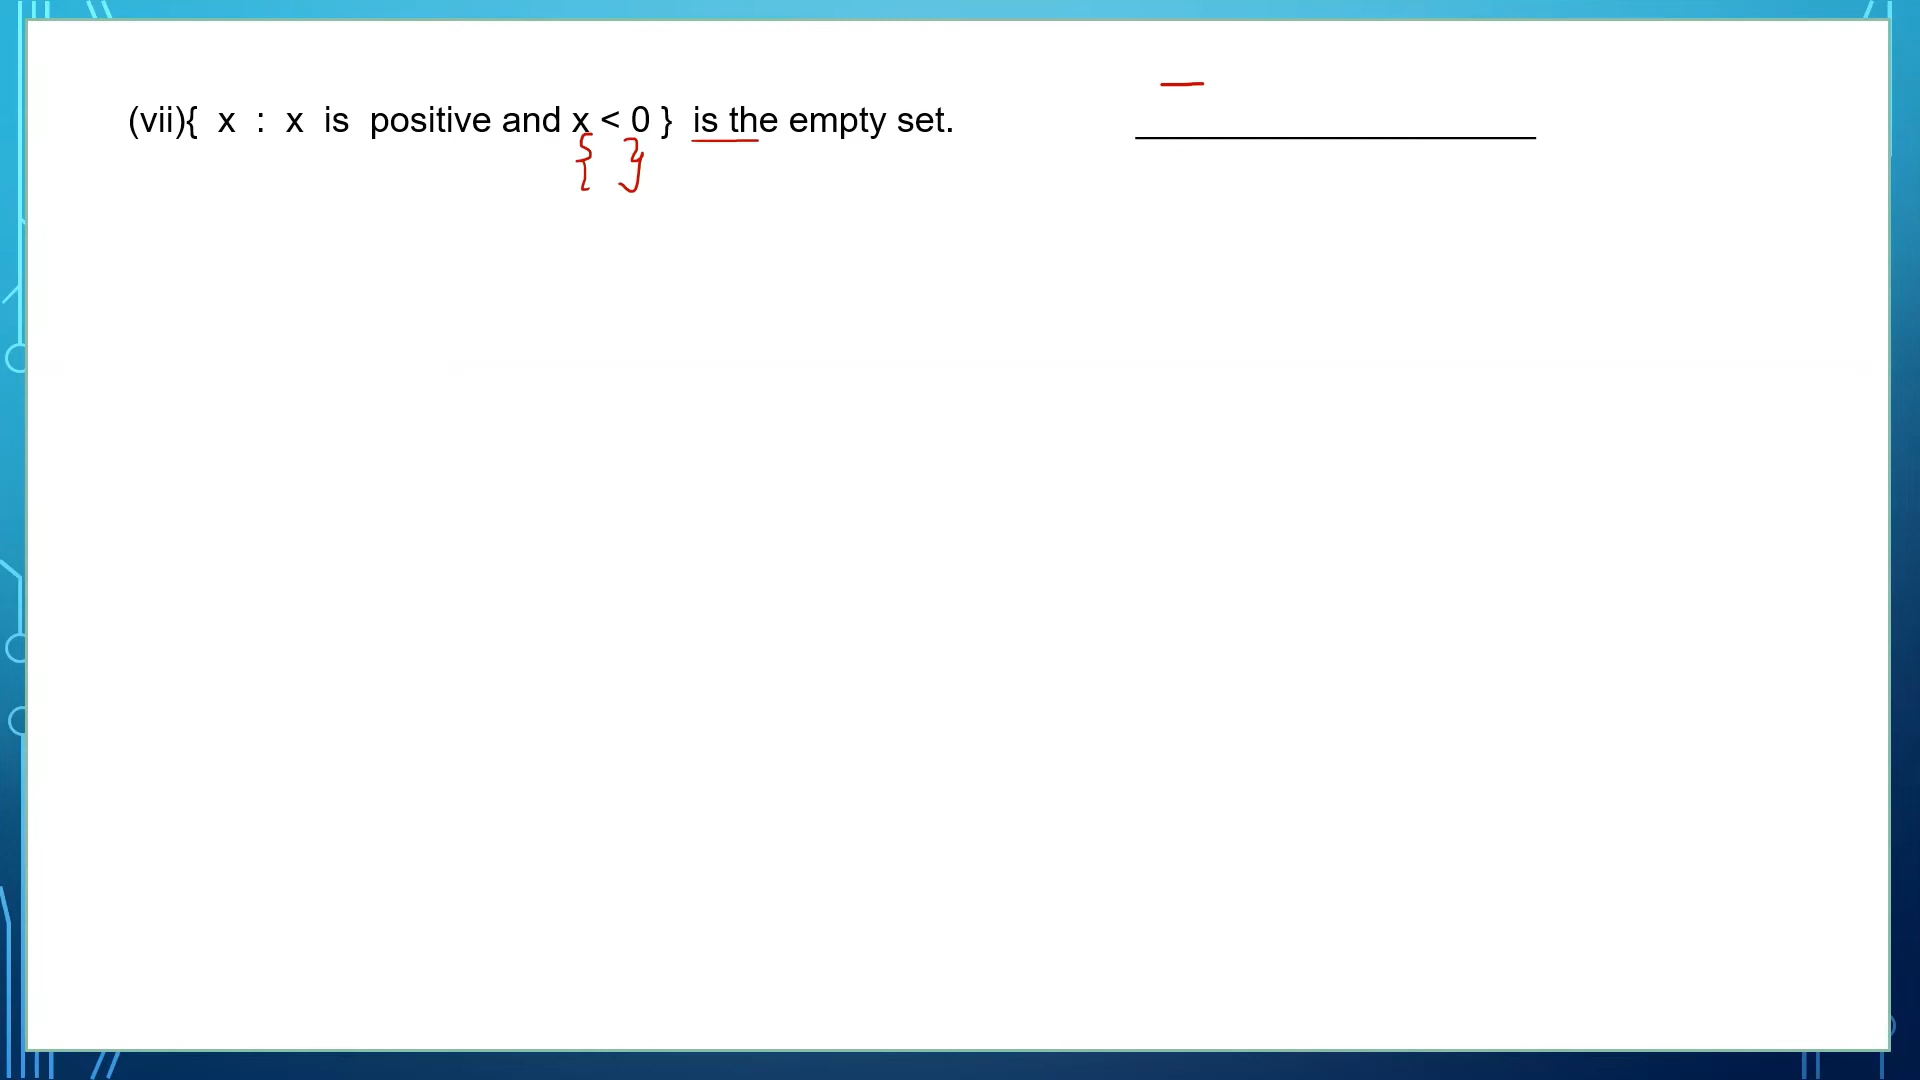 (vii){ x : x is positive and x < 0 } is the empty set.
{ }